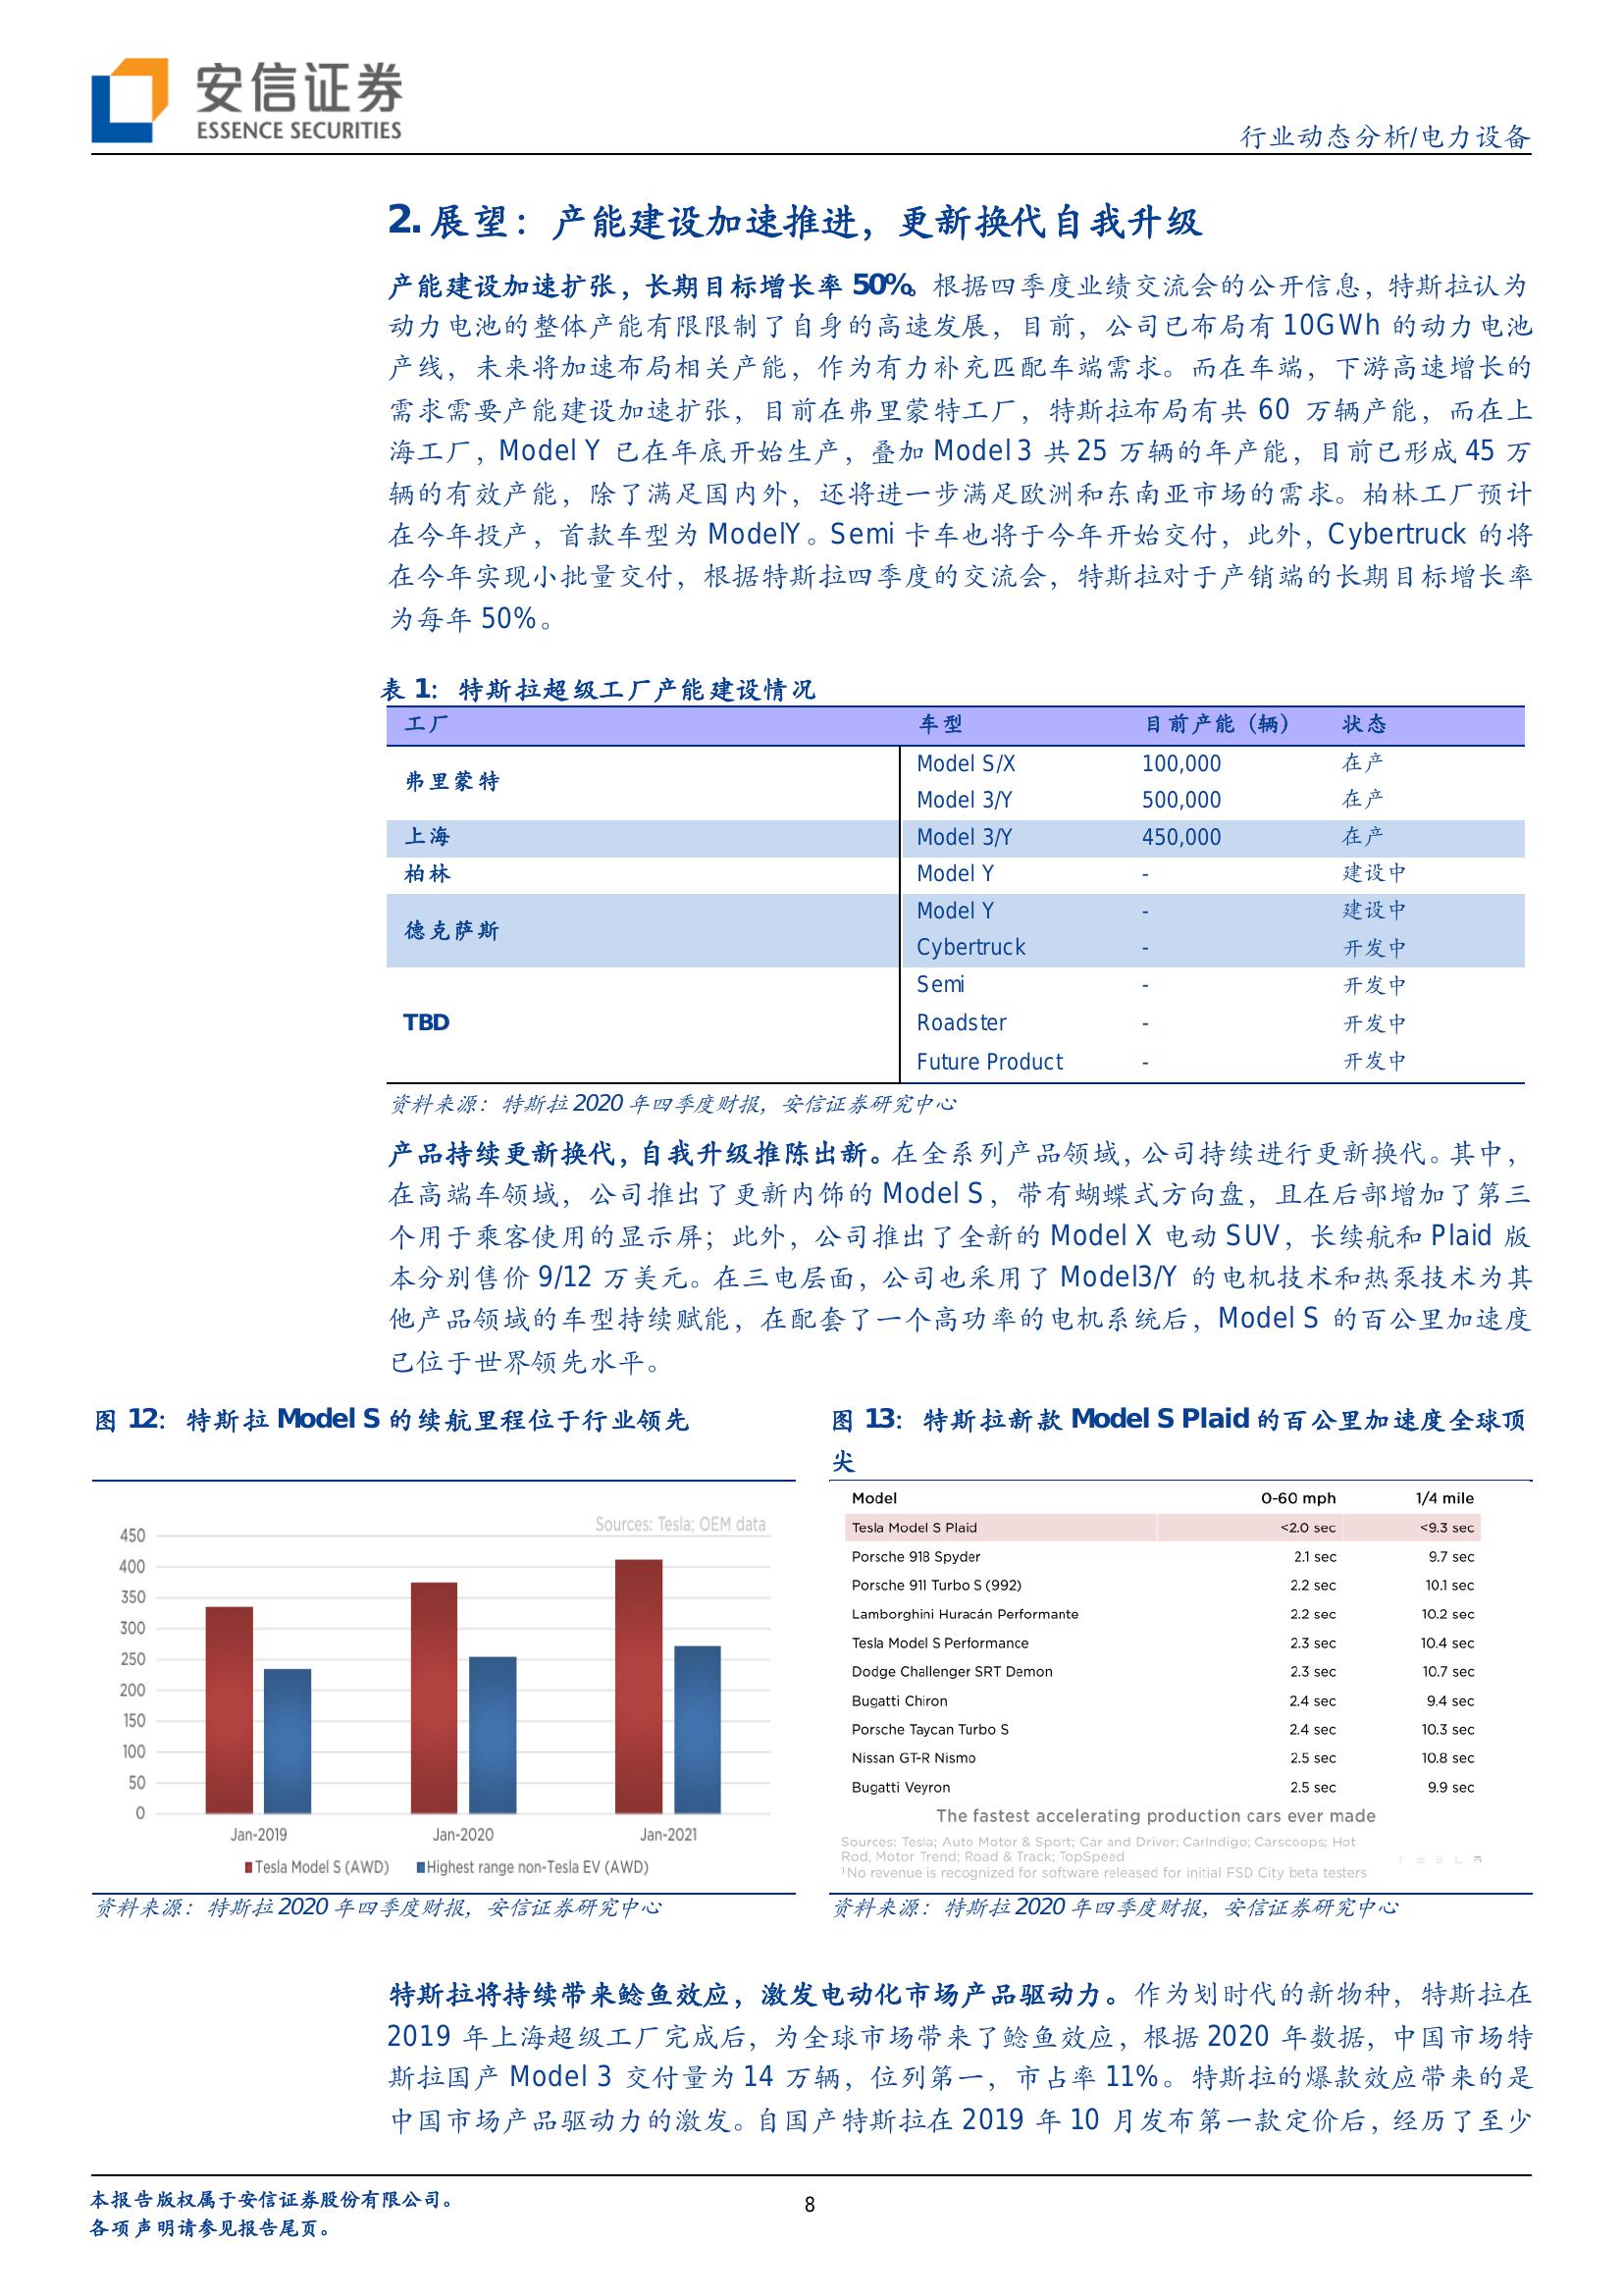 安信证券
ESSENCE SECURITIES
行业动态分析/电力设备
2. 展望：产能建设加速推进，更新换代自我升级
产能建设加速扩张，长期目标增长率 50%。根据四季度业绩交流会的公开信息，特斯拉认为
动力电池的整体产能有限限制了自身的高速发展，目前，公司已布局有 10GWh 的动力电池
产线，未来将加速布局相关产能，作为有力补充匹配车端需求。而在车端，下游高速增长的
需求需要产能建设加速扩张，目前在弗里蒙特工厂，特斯拉布局有共 60 万辆产能，而在上
海工厂，Model Y 已在年底开始生产，叠加 Model 3 共 25 万辆的年产能，目前已形成 45 万
辆的有效产能，除了满足国内外，还将进一步满足欧洲和东南亚市场的需求。柏林工厂预计
在今年投产，首款车型为 ModelY。Semi 卡车也将于今年开始交付，此外，Cybertruck 的将
在今年实现小批量交付，根据特斯拉四季度的交流会，特斯拉对于产销端的长期目标增长率
为每年 50%。
表 1：特斯拉超级工厂产能建设情况
工厂 车型 目前产能（辆） 状态
弗里蒙特 Model S/X 100,000 在产
Model 3/Y 500,000 在产
上海 Model 3/Y 450,000 在产
柏林 Model Y - 建设中
德克萨斯 Model Y - 建设中
Cybertruck - 开发中
TBD Semi - 开发中
Roadster - 开发中
Future Product - 开发中
资料来源：特斯拉 2020 年四季度财报，安信证券研究中心
产品持续更新换代，自我升级推陈出新。在全系列产品领域，公司持续进行更新换代。其中，
在高端车领域，公司推出了更新内饰的 Model S，带有蝴蝶式方向盘，且在后部增加了第三
个用于乘客使用的显示屏；此外，公司推出了全新的 Model X 电动 SUV，长续航和 Plaid 版
本分别售价 9/12 万美元。在三电层面，公司也采用了 Model3/Y 的电机技术和热泵技术为其
他产品领域的车型持续赋能，在配套了一个高功率的电机系统后，Model S 的百公里加速度
已位于世界领先水平。
图 12：特斯拉 Model S 的续航里程位于行业领先
Sources: Tesla; OEM data
450
400
350
300
250
200
150
100
50
0
Jan-2019 Jan-2020 Jan-2021
Tesla Model S (AWD) Highest range non-Tesla EV (AWD)
资料来源：特斯拉 2020 年四季度财报，安信证券研究中心
图 13：特斯拉新款 Model S Plaid 的百公里加速度全球顶
尖
Model 0-60 mph 1/4 mile
Tesla Model S Plaid <2.0 sec <9.3 sec
Porsche 918 Spyder 2.1 sec 9.7 sec
Porsche 911 Turbo S (992) 2.2 sec 10.1 sec
Lamborghini Huracán Performante 2.2 sec 10.2 sec
Tesla Model S Performance 2.3 sec 10.4 sec
Dodge Challenger SRT Demon 2.3 sec 10.7 sec
Bugatti Chiron 2.4 sec 9.4 sec
Porsche Taycan Turbo S 2.4 sec 10.3 sec
Nissan GT-R Nismo 2.5 sec 10.8 sec
Bugatti Veyron 2.5 sec 9.9 sec
The fastest accelerating production cars ever made
Sources: Tesla; Auto Motor & Sport; Car and Driver; CarIndigo; Carscoops; Hot
Rod, Motor Trend; Road & Track; TopSpeed
¹No revenue is recognized for software released for initial FSD City beta testers
TESLA
资料来源：特斯拉 2020 年四季度财报，安信证券研究中心
特斯拉将持续带来鲶鱼效应，激发电动化市场产品驱动力。作为划时代的新物种，特斯拉在
2019 年上海超级工厂完成后，为全球市场带来了鲶鱼效应，根据 2020 年数据，中国市场特
斯拉国产 Model 3 交付量为 14 万辆，位列第一，市占率 11%。特斯拉的爆款效应带来的是
中国市场产品驱动力的激发。自国产特斯拉在 2019 年 10 月发布第一款定价后，经历了至少
本报告版权属于安信证券股份有限公司。
各项声明请参见报告尾页。
8